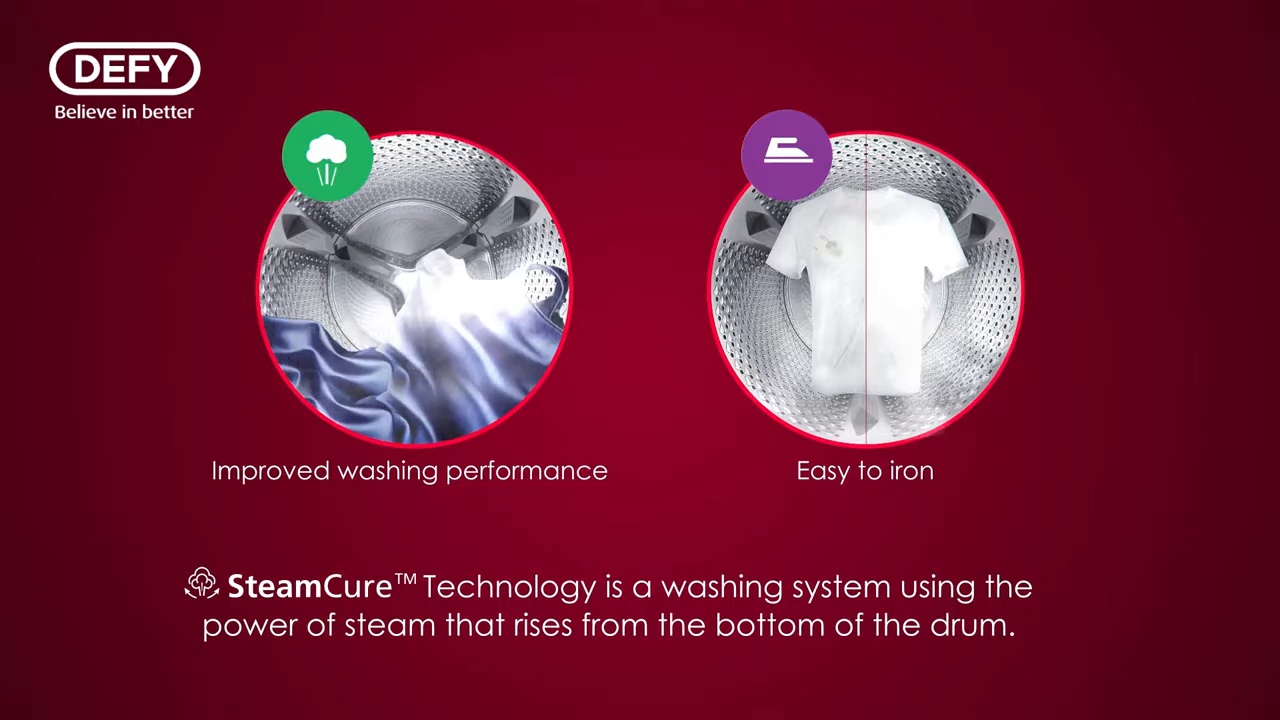 DEFY
Believe in better
Improved washing performance
Easy to iron
SteamCure™ Technology is a washing system using the
power of steam that rises from the bottom of the drum.